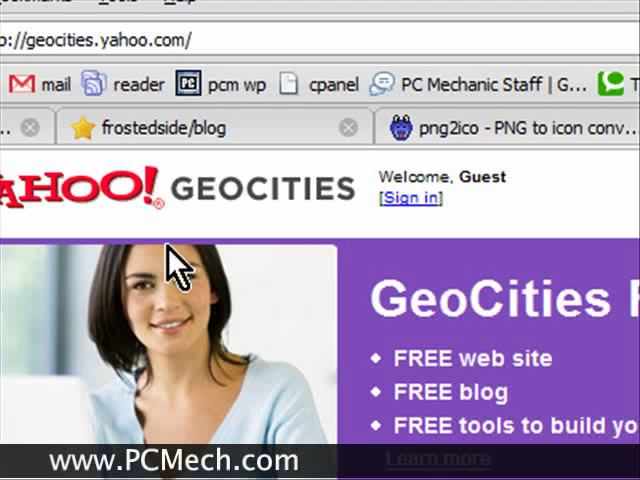 p://geocities.yahoo.com/
mail reader pcm wp cpanel PC Mechanic Staff | G...
.. frostedside/blog png2ico - PNG to icon conv...
YAHOO!® GEOCITIES
Welcome, Guest
[Sign in]
GeoCities
FREE web site
FREE blog
FREE tools to build yo
Learn more
www.PCMech.com